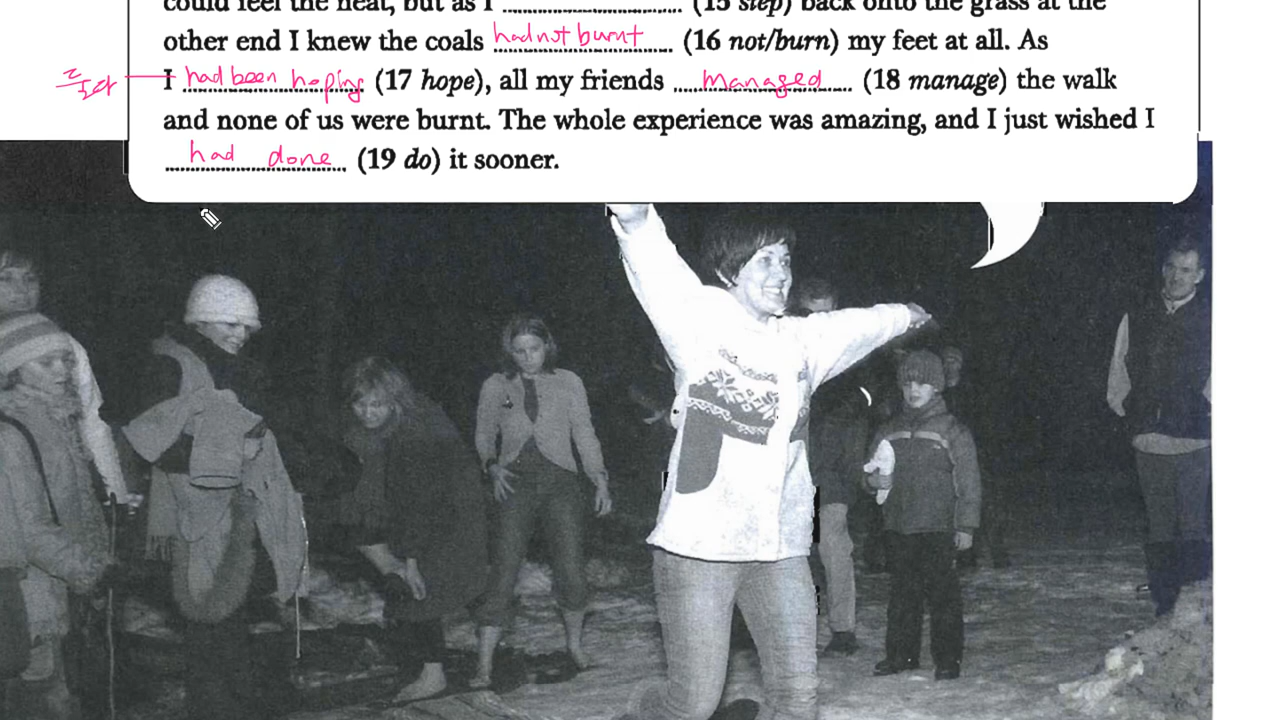 could feel the heat, but as I ........................................ (15 step) back onto the grass at the
other end I knew the coals had not burnt (16 not/burn) my feet at all. As
I had been hoping (17 hope), all my friends managed (18 manage) the walk
and none of us were burnt. The whole experience was amazing, and I just wished I
had done (19 do) it sooner.